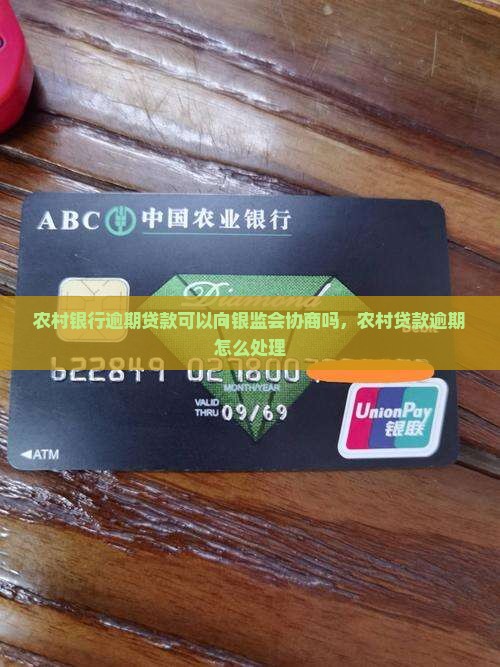 ABC 中国农业银行
Diamond
农村银行逾期贷款可以向银监会协商吗，农村贷款逾期
怎么处理
622849 027800
MONTH/YEAR
VALID
THRU 09/69
UnionPay
银联
◀ATM